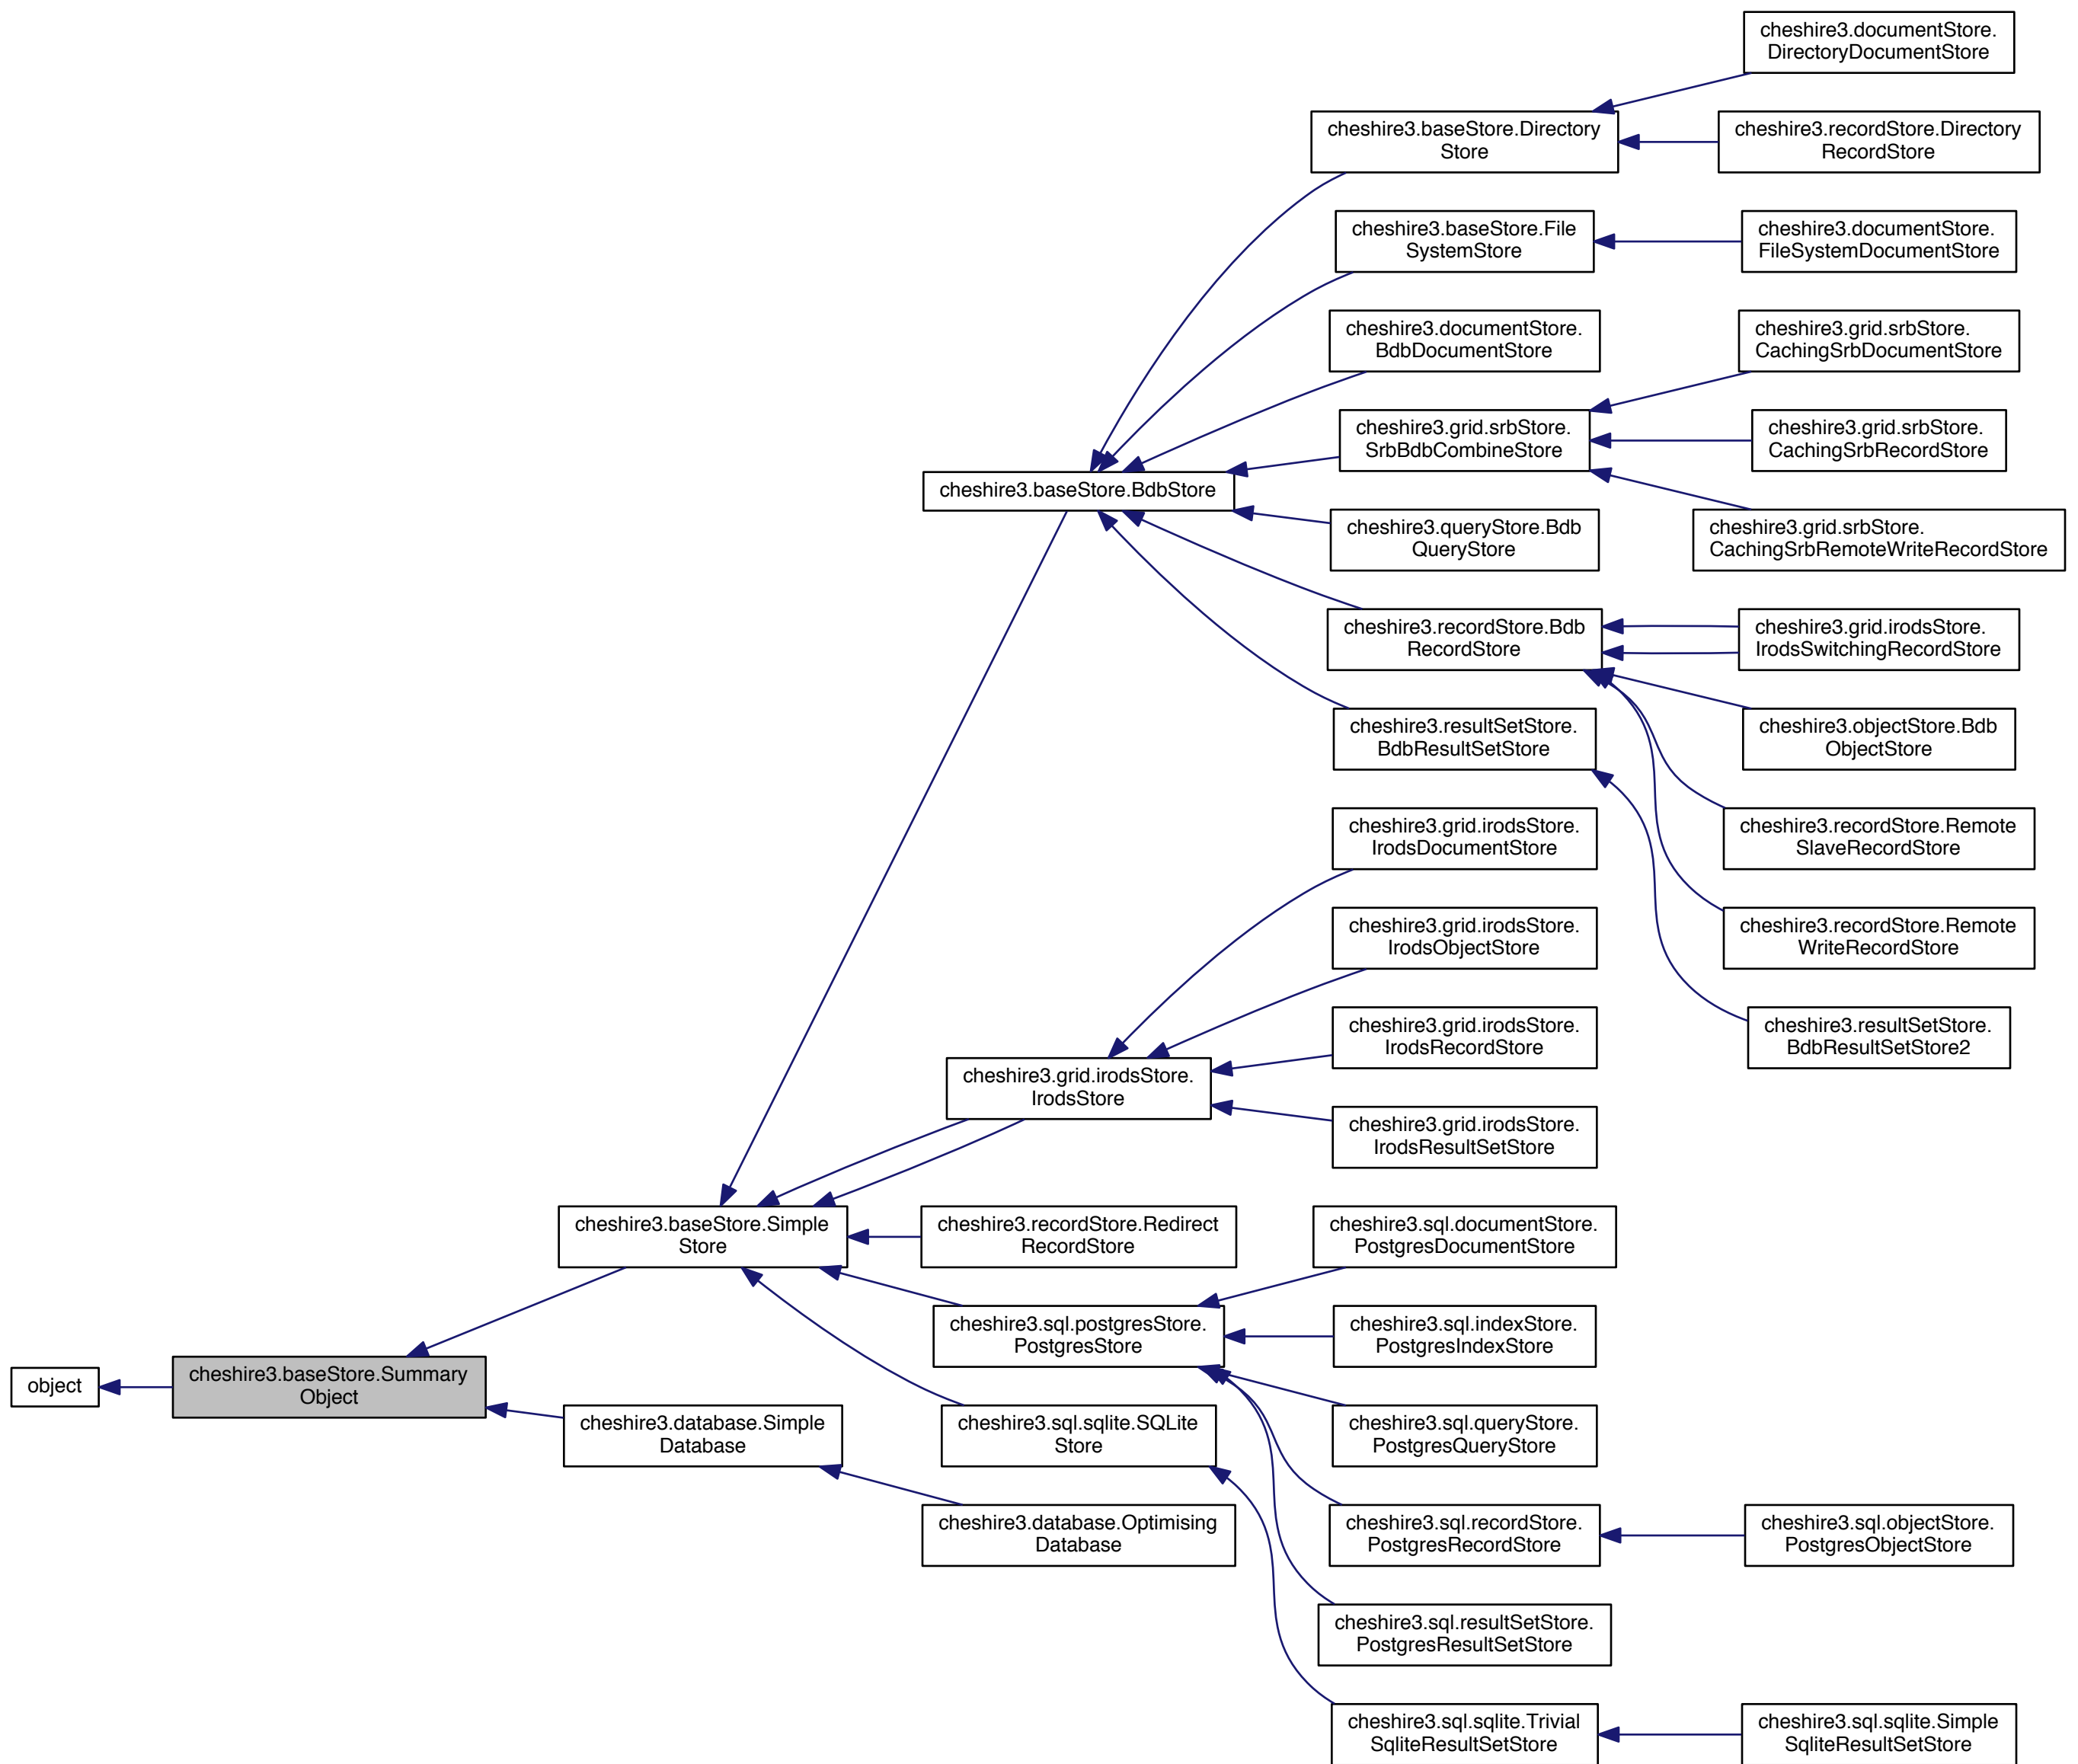 cheshire3.documentStore.
DirectoryDocumentStore
cheshire3.baseStore.Directory
Store
cheshire3.recordStore.Directory
RecordStore
cheshire3.baseStore.File
SystemStore
cheshire3.documentStore.
FileSystemDocumentStore
cheshire3.documentStore.
BdbDocumentStore
cheshire3.grid.srbStore.
CachingSrbDocumentStore
cheshire3.grid.srbStore.
SrbBdbCombineStore
cheshire3.grid.srbStore.
CachingSrbRecordStore
cheshire3.baseStore.BdbStore
cheshire3.queryStore.Bdb
QueryStore
cheshire3.grid.srbStore.
CachingSrbRemoteWriteRecordStore
cheshire3.recordStore.Bdb
RecordStore
cheshire3.grid.irodsStore.
IrodsSwitchingRecordStore
cheshire3.resultSetStore.
BdbResultSetStore
cheshire3.objectStore.Bdb
ObjectStore
cheshire3.grid.irodsStore.
IrodsDocumentStore
cheshire3.recordStore.Remote
SlaveRecordStore
cheshire3.grid.irodsStore.
IrodsObjectStore
cheshire3.recordStore.Remote
WriteRecordStore
cheshire3.grid.irodsStore.
IrodsRecordStore
cheshire3.resultSetStore.
BdbResultSetStore2
cheshire3.grid.irodsStore.
IrodsStore
cheshire3.grid.irodsStore.
IrodsResultSetStore
cheshire3.baseStore.Simple
Store
cheshire3.recordStore.Redirect
RecordStore
cheshire3.sql.documentStore.
PostgresDocumentStore
cheshire3.sql.postgresStore.
PostgresStore
cheshire3.sql.indexStore.
PostgresIndexStore
object
cheshire3.baseStore.Summary
Object
cheshire3.database.Simple
Database
cheshire3.sql.sqlite.SQLite
Store
cheshire3.sql.queryStore.
PostgresQueryStore
cheshire3.database.Optimising
Database
cheshire3.sql.recordStore.
PostgresRecordStore
cheshire3.sql.objectStore.
PostgresObjectStore
cheshire3.sql.resultSetStore.
PostgresResultSetStore
cheshire3.sql.sqlite.Trivial
SqliteResultSetStore
cheshire3.sql.sqlite.Simple
SqliteResultSetStore